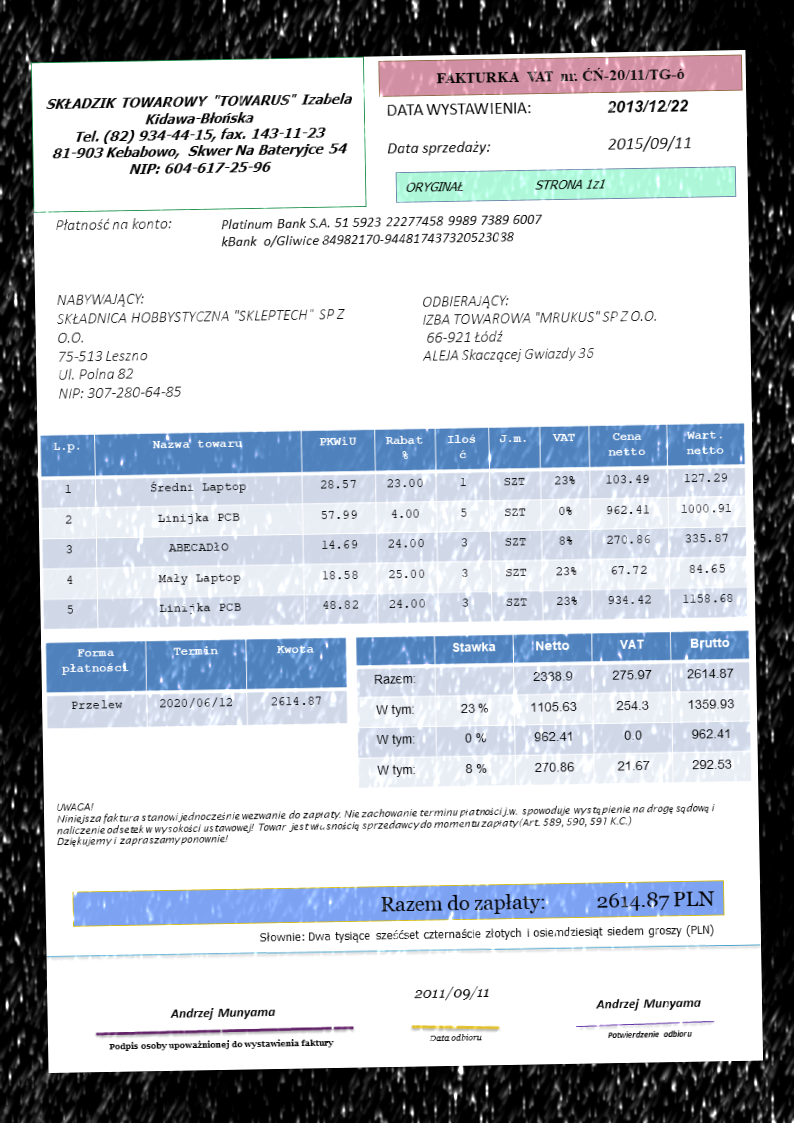 SKŁADZIK TOWAROWY "TOWARUS" Izabela
Kidawa-Błońska
Tel. (82) 934-44-15, fax. 143-11-23
81-903 Kebabowo, Skwer Na Bateryjce 54
NIP: 604-617-25-96
FAKTURKA VAT nr. ĆŃ-20/11/TG-6
DATA WYSTAWIENIA: 2013/12/22
Data sprzedaży: 2015/09/11
ORYGINAŁ STRONA 1z1
Płatność na konto: Platinum Bank S.A. 51 5923 22277458 9989 7389 6007
kBank o/Gliwice 84982170-944817437320523038
NABYWAJĄCY:
SKŁADNICA HOBBYSTYCZNA "SKLEPTECH" SP Z
O.O.
75-513 Leszno
Ul. Polna 82
NIP: 307-280-64-85
ODBIERAJĄCY:
IZBA TOWAROWA "MRUKUS" SP Z O.O.
66-921 Łódź
ALEJA Skaczącej Gwiazdy 36
L.p. Nazwa towaru PKWiU Rabat % Ilość J.m. VAT Cena netto Wart. netto
1 Średni Laptop 28.57 23.00 1 SZT 23% 103.49 127.29
2 Linijka PCB 57.99 4.00 5 SZT 0% 962.41 1000.91
3 ABECADŁO 14.69 24.00 3 SZT 8% 270.86 335.87
4 Mały Laptop 18.58 25.00 3 SZT 23% 67.72 84.65
5 Linijka PCB 48.82 24.00 3 SZT 23% 934.42 1158.68
Forma płatności Termin Kwota
Przelew 2020/06/12 2614.87
Stawka Netto VAT Brutto
Razem: 2338.9 275.97 2614.87
W tym: 23 % 1105.63 254.3 1359.93
W tym: 0 % 962.41 0.0 962.41
W tym: 8 % 270.86 21.67 292.53
UWAGA!
Niniejsza faktura stanowi jednocześnie wezwanie do zapłaty. Nie zachowanie terminu płatności j.w. spowoduje wystąpienie na drogę sądową i
naliczenie odsetek w wysokości ustawowej! Towar jest własnością sprzedawcy do momentu zapłaty (Art. 589, 590, 591 K.C.)
Dziękujemy i zapraszamy ponownie!
Razem do zapłaty: 2614.87 PLN
Słownie: Dwa tysiące sześćset czternaście złotych i osiemdziesiąt siedem groszy (PLN)
Andrzej Munyama
Podpis osoby upoważnionej do wystawienia faktury
2011/09/11
Data odbioru
Andrzej Munyama
Potwierdzenie odbioru